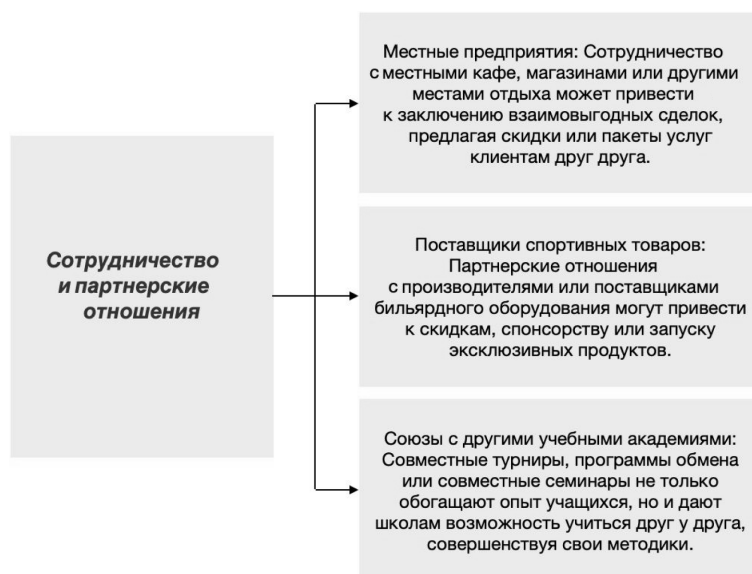 Сотрудничество
и партнерские
отношения
Местные предприятия: Сотрудничество
с местными кафе, магазинами или другими
местами отдыха может привести
к заключению взаимовыгодных сделок,
предлагая скидки или пакеты услуг
клиентам друг друга.
Поставщики спортивных товаров:
Партнерские отношения
с производителями или поставщиками
бильярдного оборудования могут привести
к скидкам, спонсорству или запуску
эксклюзивных продуктов.
Союзы с другими учебными академиями:
Совместные турниры, программы обмена
или совместные семинары не только
обогащают опыт учащихся, но и дают
школам возможность учиться друг у друга,
совершенствуя свои методики.